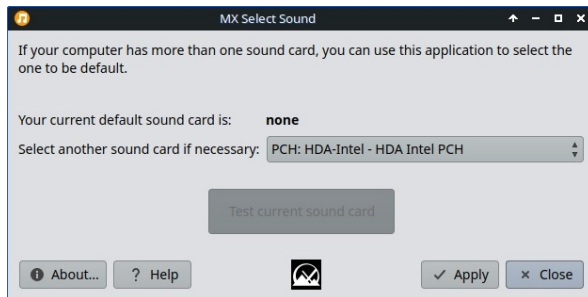 MX Select Sound
If your computer has more than one sound card, you can use this application to select the
one to be default.
Your current default sound card is: none
Select another sound card if necessary: PCH: HDA-Intel - HDA Intel PCH
Test current sound card
About... ? Help Apply Close